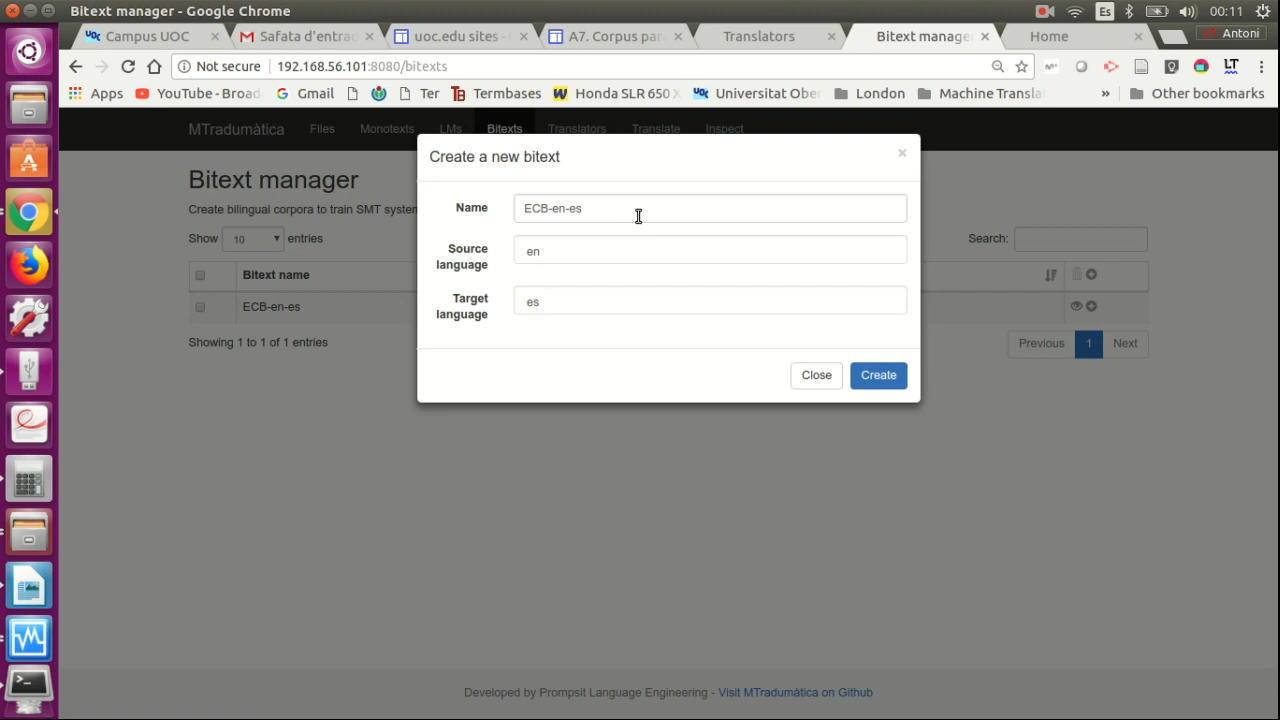 Bitext manager - Google Chrome
Es
00:11
Campus UOC
Safata d'entrad
uoc.edu sites -
A7. Corpus par
Translators
Bitext manage
Home
Antoni
Not secure
192.168.56.101:8080/bitexts
Apps
YouTube - Broad
Gmail
Ter
Termbases
Honda SLR 650
Universitat Ober
London
Machine Transla
»
Other bookmarks
MTradumàtica
Files
Monotexts
LMs
Bitexts
Translators
Translate
Inspect
Create a new bitext
×
Bitext manager
Create bilingual corpora to train SMT system
Name
ECB-en-es
Show
10
entries
Search:
Source
language
en
Bitext name
Target
language
es
ECB-en-es
Showing 1 to 1 of 1 entries
Previous
1
Next
Close
Create
Developed by Prompsit Language Engineering - Visit MTradumàtica on Github